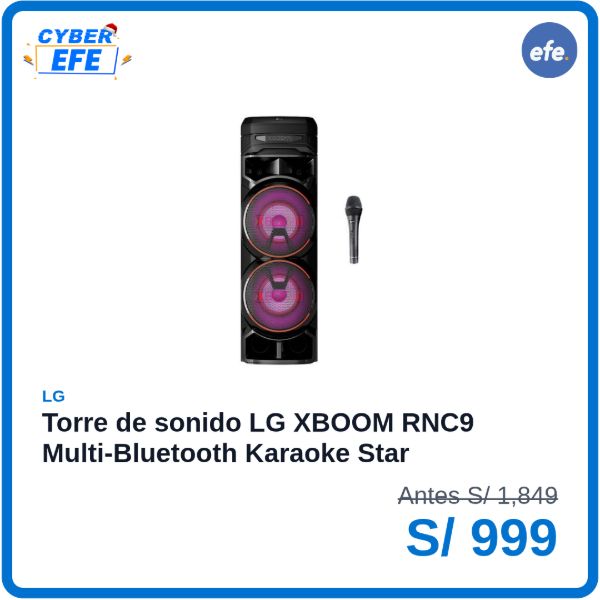 CYBER
EFE
efe.
LG
Torre de sonido LG XBOOM RNC9
Multi-Bluetooth Karaoke Star
Antes S/ 1,849
S/ 999